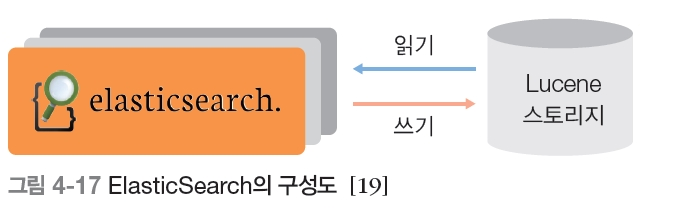 읽기
elasticsearch.
Lucene
스토리지
쓰기
그림 4-17 ElasticSearch의 구성도 [19]